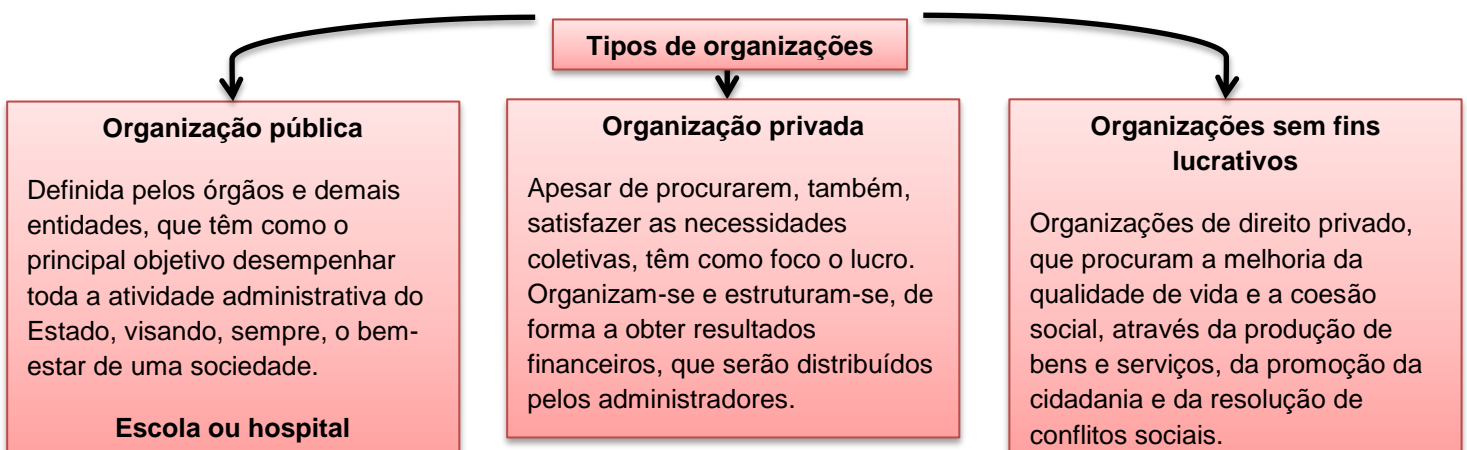 Tipos de organizações
Organização pública
Definida pelos órgãos e demais
entidades, que têm como o
principal objetivo desempenhar
toda a atividade administrativa do
Estado, visando, sempre, o bem-
estar de uma sociedade.
Escola ou hospital
Organização privada
Apesar de procurarem, também,
satisfazer as necessidades
coletivas, têm como foco o lucro.
Organizam-se e estruturam-se, de
forma a obter resultados
financeiros, que serão distribuídos
pelos administradores.
Organizações sem fins
lucrativos
Organizações de direito privado,
que procuram a melhoria da
qualidade de vida e a coesão
social, através da produção de
bens e serviços, da promoção da
cidadania e da resolução de
conflitos sociais.